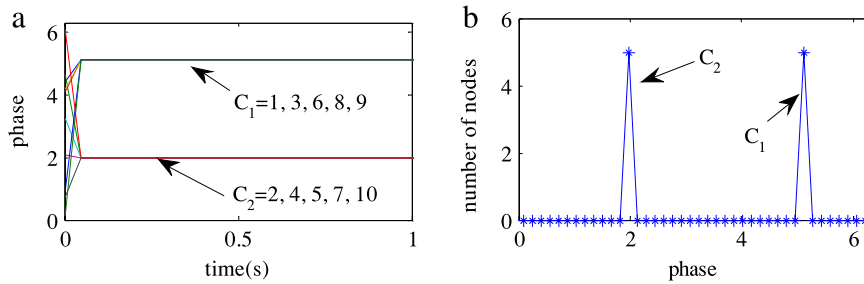 a
6
4
2
0
phase
C1=1, 3, 6, 8, 9
C2=2, 4, 5, 7, 10
0
0.5
1
time(s)
b
6
4
2
0
number of nodes
C2
C1
0
2
4
6
phase